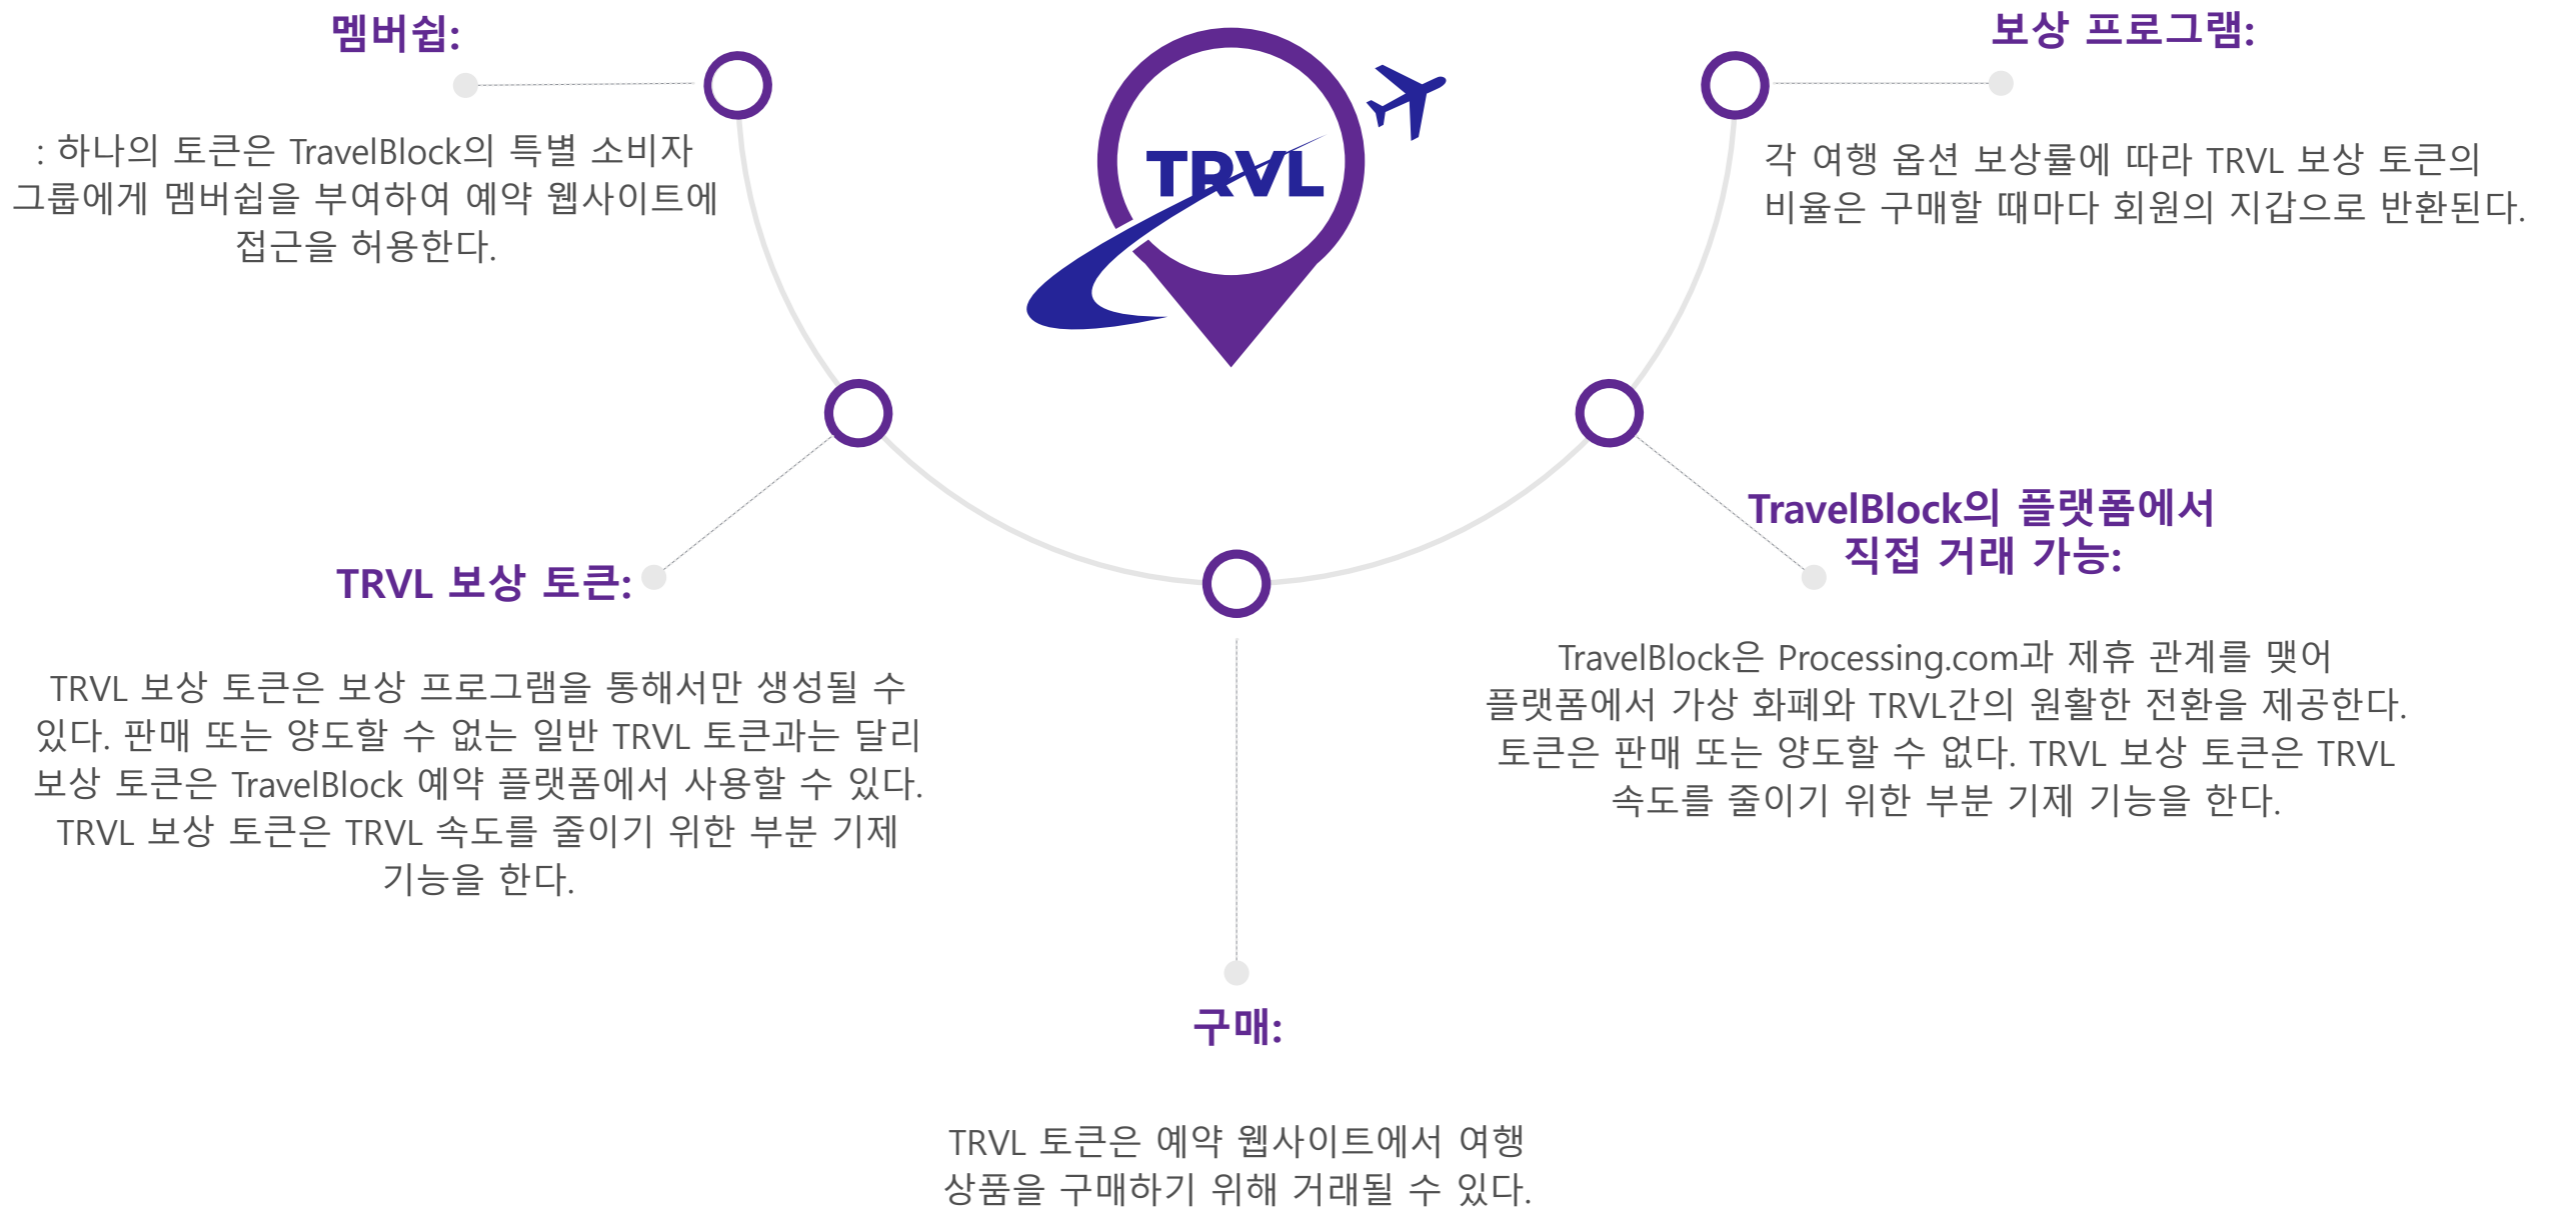 멤버쉽:
: 하나의 토큰은 TravelBlock의 특별 소비자
그룹에게 멤버쉽을 부여하여 예약 웹사이트에
접근을 허용한다.
TRVL
보상 프로그램:
각 여행 옵션 보상률에 따라 TRVL 보상 토큰의
비율은 구매할 때마다 회원의 지갑으로 반환된다.
TRVL 보상 토큰:
TRVL 보상 토큰은 보상 프로그램을 통해서만 생성될 수
있다. 판매 또는 양도할 수 없는 일반 TRVL 토큰과는 달리
보상 토큰은 TravelBlock 예약 플랫폼에서 사용할 수 있다.
TRVL 보상 토큰은 TRVL 속도를 줄이기 위한 부분 기제
기능을 한다.
TravelBlock의 플랫폼에서
직접 거래 가능:
TravelBlock은 Processing.com과 제휴 관계를 맺어
플랫폼에서 가상 화폐와 TRVL간의 원활한 전환을 제공한다.
토큰은 판매 또는 양도할 수 없다. TRVL 보상 토큰은 TRVL
속도를 줄이기 위한 부분 기제 기능을 한다.
구매:
TRVL 토큰은 예약 웹사이트에서 여행
상품을 구매하기 위해 거래될 수 있다.